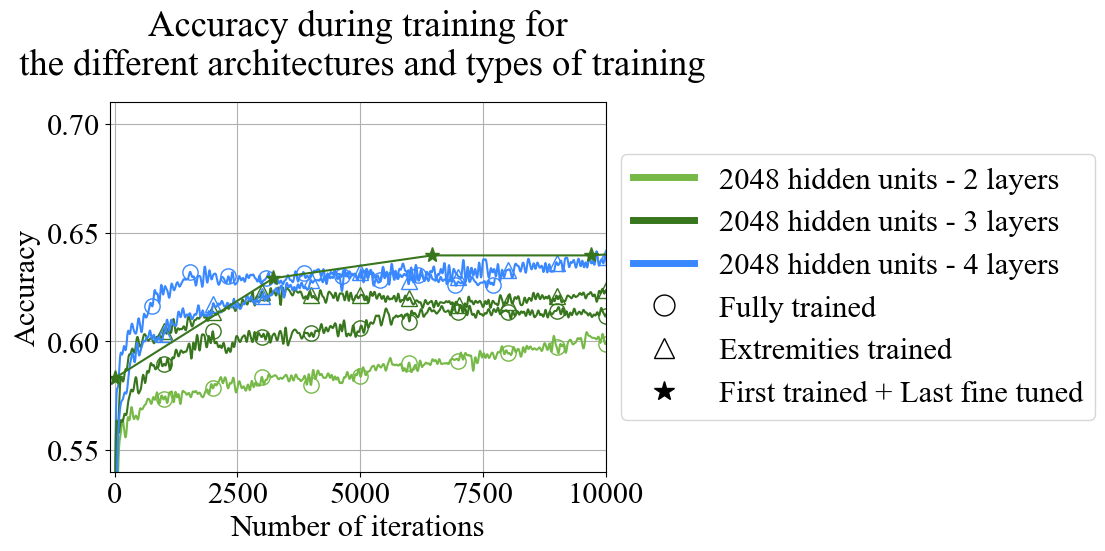 Accuracy during training for
the different architectures and types of training
0.70
0.65
0.60
0.55
Accuracy
0
2500
5000
7500
10000
Number of iterations
2048 hidden units - 2 layers
2048 hidden units - 3 layers
2048 hidden units - 4 layers
Fully trained
Extremities trained
First trained + Last fine tuned